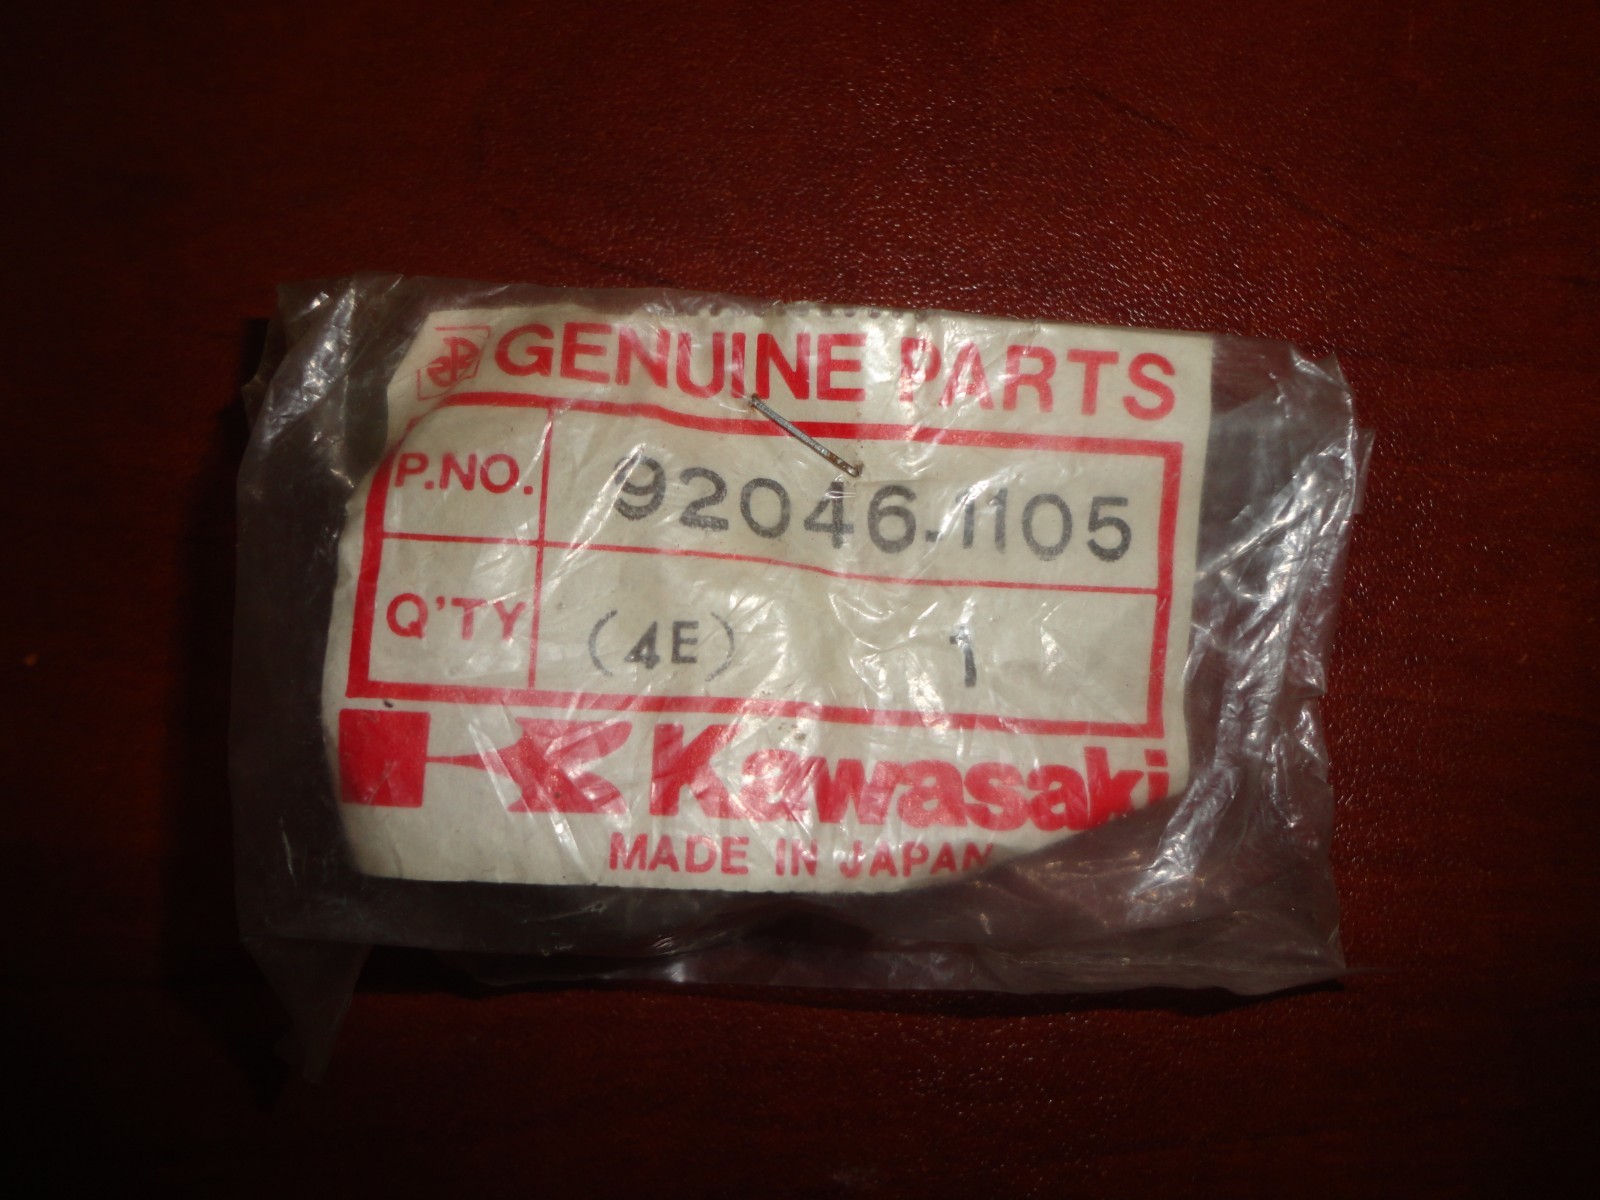 GENUINE PARTS
P.NO. 92046-1105
Q'TY (4E) 1
Kawasaki
MADE IN JAPAN